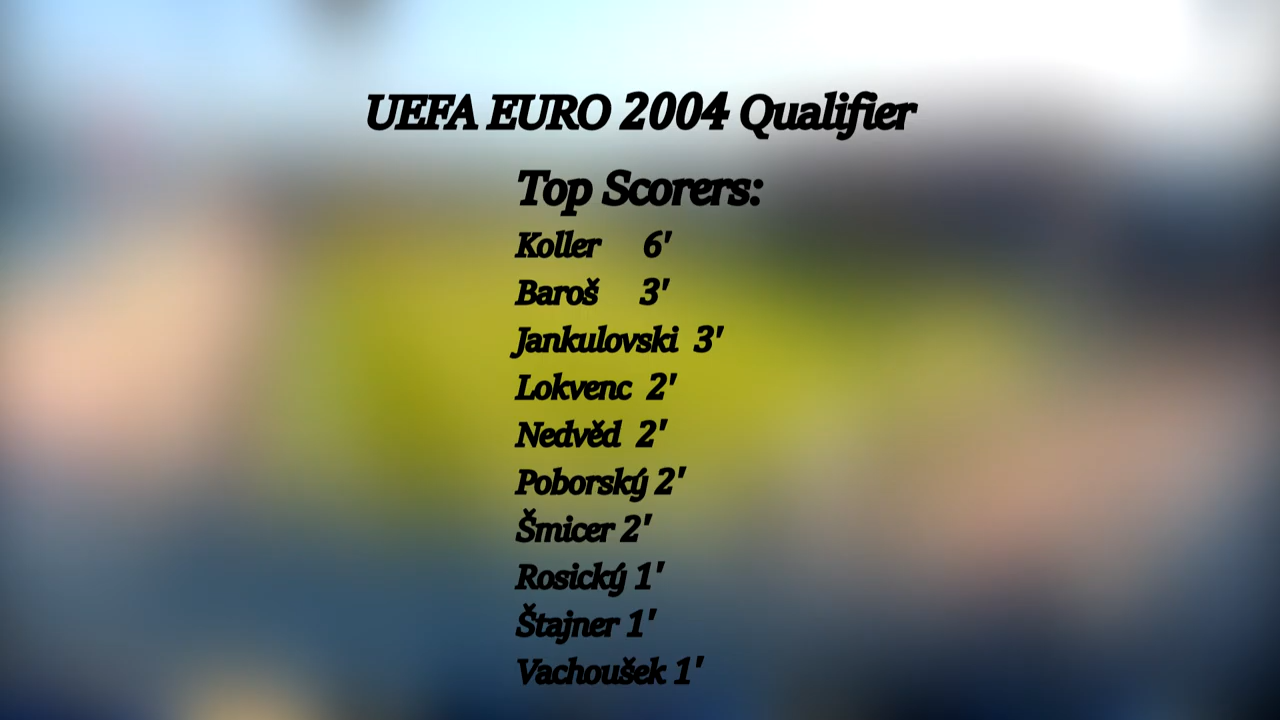 UEFA EURO 2004 Qualifier
Top Scorers:
Koller 6'
Baroš 3'
Jankulovski 3'
Lokvenc 2'
Nedvěd 2'
Poborský 2'
Šmicer 2'
Rosický 1'
Štajner 1'
Vachoušek 1'